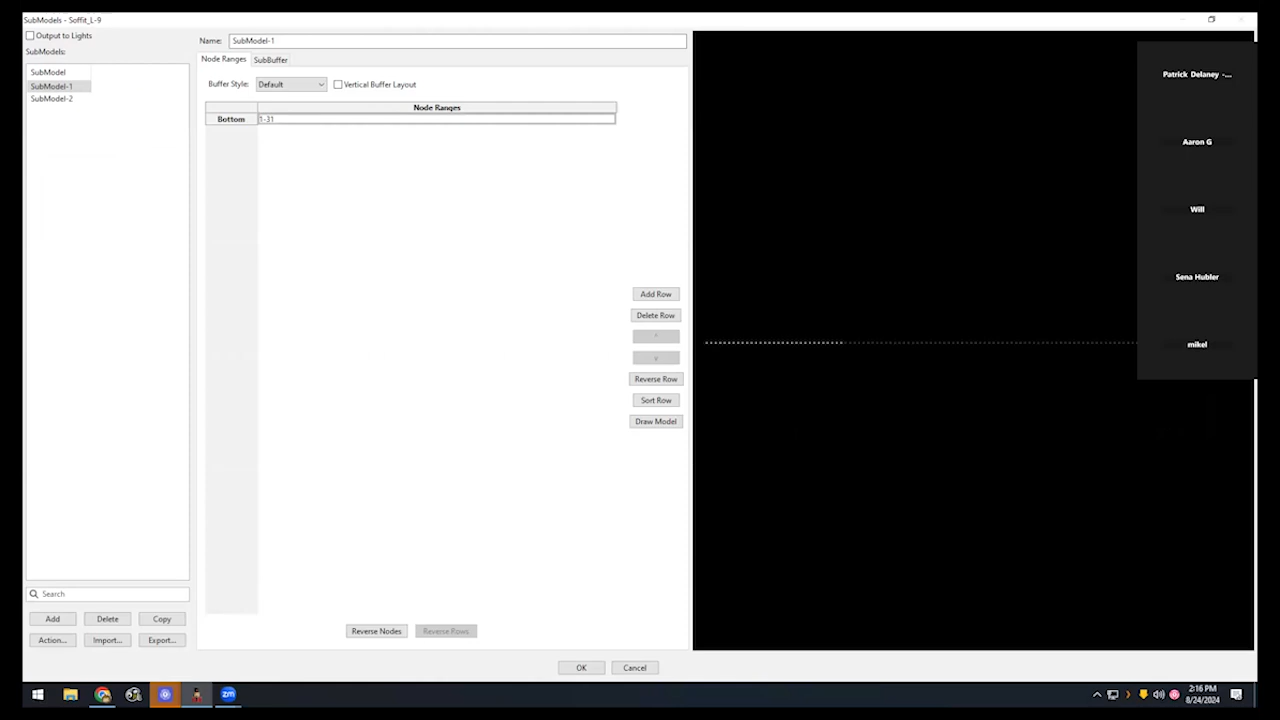 SubModels - Soffit_L-9
Output to Lights
SubModels:
SubModel
SubModel-1
SubModel-2
Search
Add
Delete
Copy
Action...
Import...
Export...
Name:
SubModel-1
Node Ranges
SubBuffer
Buffer Style:
Default
Vertical Buffer Layout
Node Ranges
Bottom
1-31
Add Row
Delete Row
^
v
Reverse Row
Sort Row
Draw Model
Reverse Nodes
Reverse Rows
OK
Cancel
Patrick Delaney -...
Aaron G
Will
Sena Hubler
mikel
zm
2:16 PM
8/24/2024